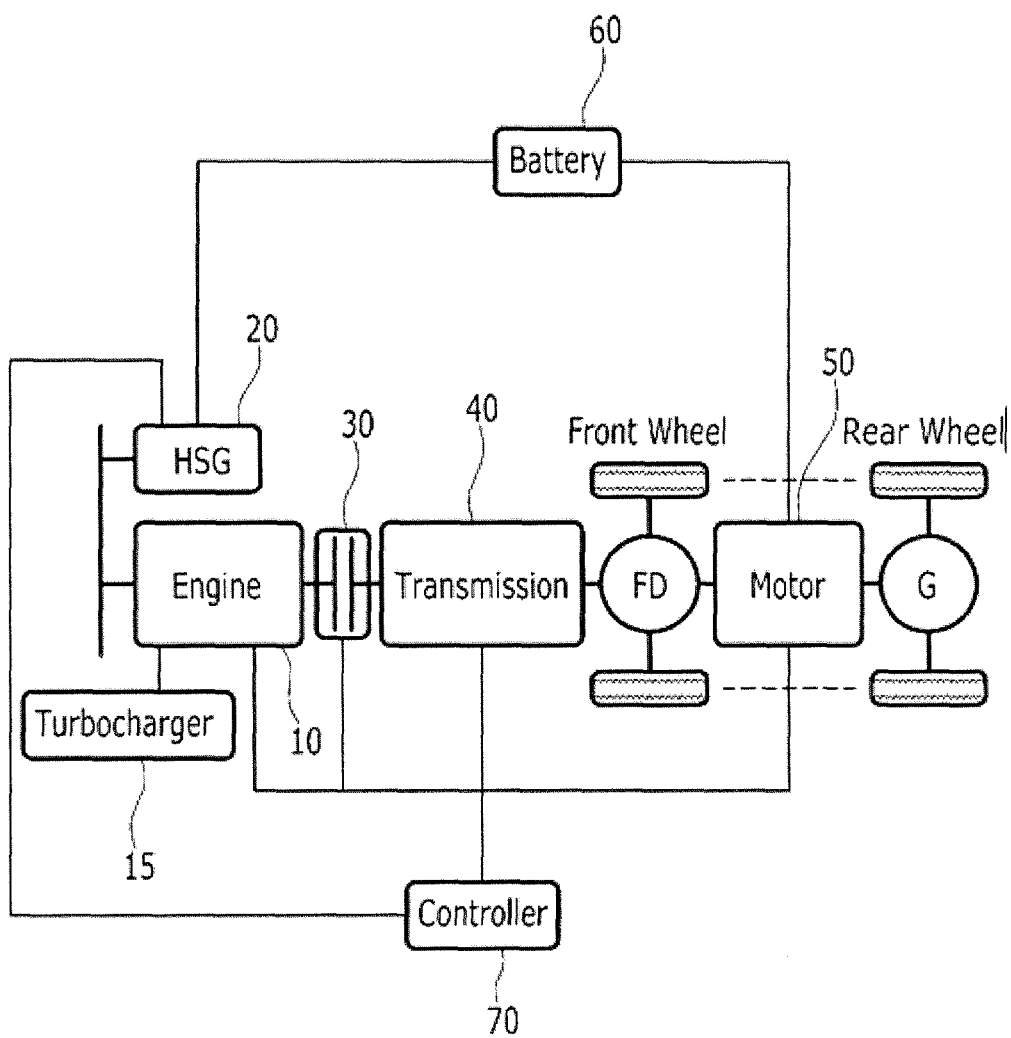 60
Battery
20
50
30
40
Front Wheel
Rear Wheel
HSG
Engine
Transmission
FD
Motor
G
Turbocharger
10
15
Controller
70